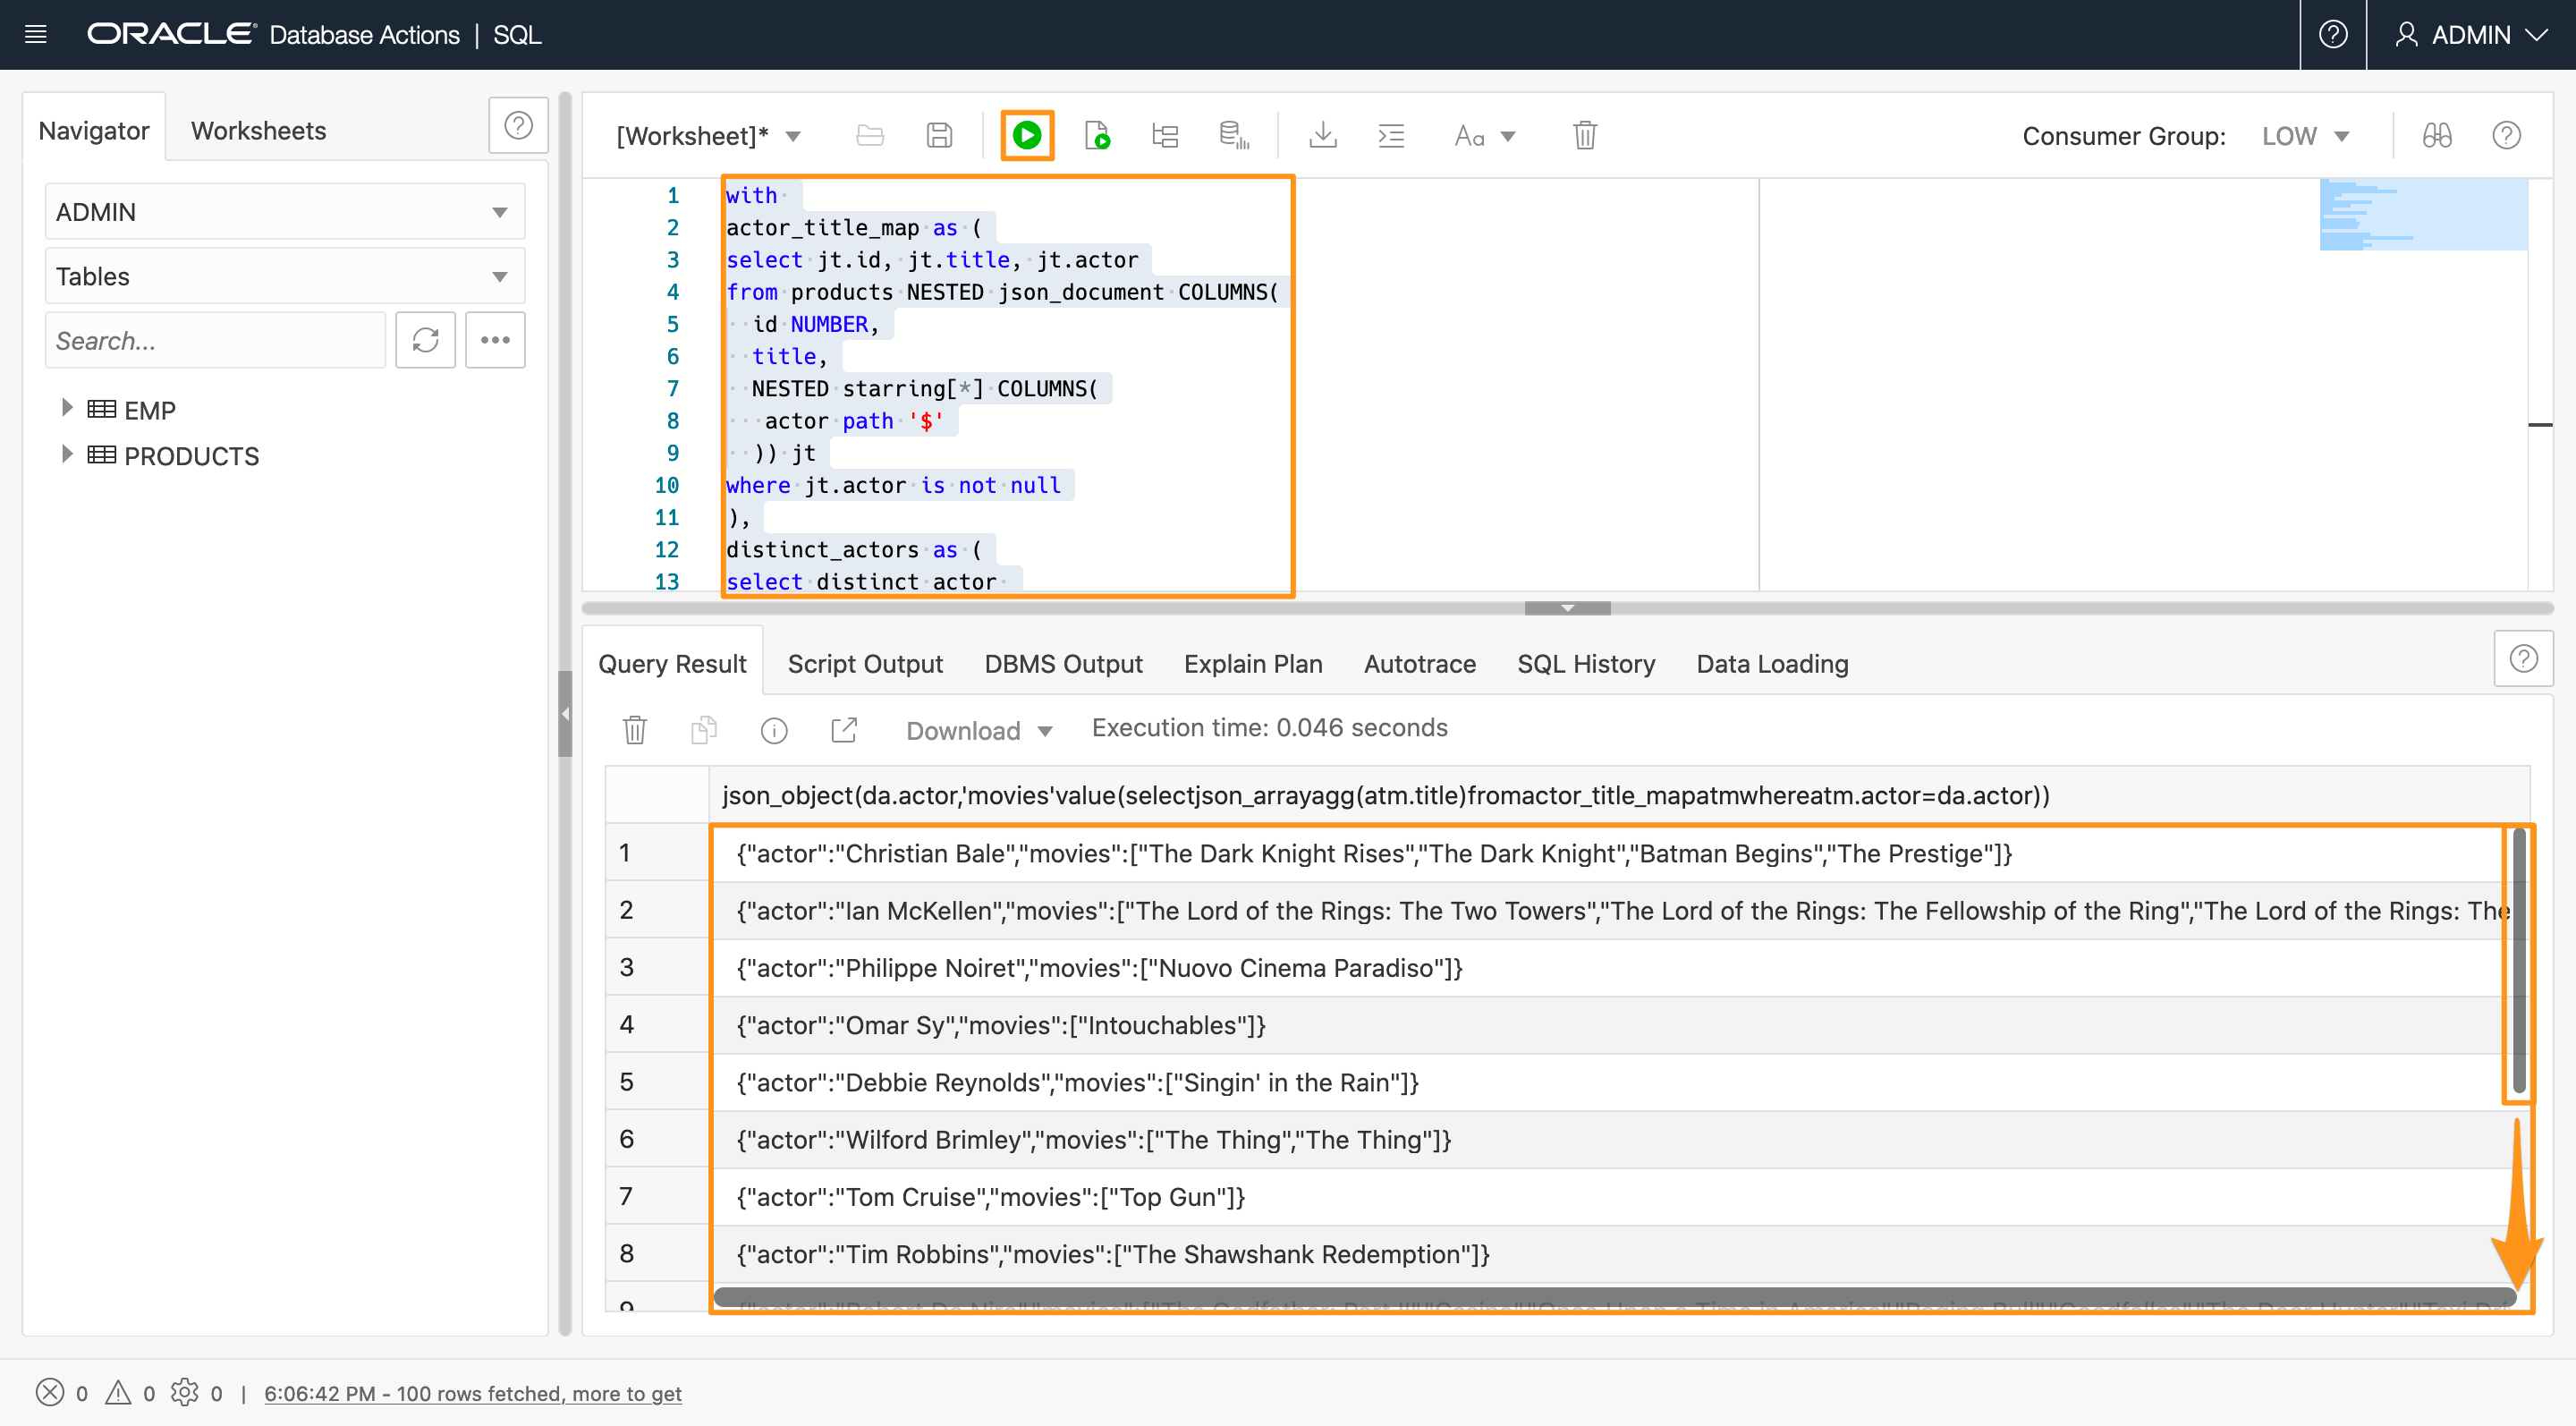 ORACLE Database Actions | SQL
ADMIN
Navigator
Worksheets
ADMIN
Tables
Search...
EMP
PRODUCTS
[Worksheet]*
Aa
Consumer Group: LOW
1 with
2 actor_title_map as (
3 select jt.id, jt.title, jt.actor
4 from products NESTED json_document COLUMNS(
5 id NUMBER,
6 title,
7 NESTED starring[*] COLUMNS(
8 actor path '$'
9 )) jt
10 where jt.actor is not null
11 ),
12 distinct_actors as (
13 select distinct actor
Query Result
Script Output
DBMS Output
Explain Plan
Autotrace
SQL History
Data Loading
Download
Execution time: 0.046 seconds
json_object(da.actor,'movies'value(selectjson_arrayagg(atm.title)fromactor_title_mapatmwhereatm.actor=da.actor))
1 {"actor":"Christian Bale","movies":["The Dark Knight Rises","The Dark Knight","Batman Begins","The Prestige"]}
2 {"actor":"Ian McKellen","movies":["The Lord of the Rings: The Two Towers","The Lord of the Rings: The Fellowship of the Ring","The Lord of the Rings: The
3 {"actor":"Philippe Noiret","movies":["Nuovo Cinema Paradiso"]}
4 {"actor":"Omar Sy","movies":["Intouchables"]}
5 {"actor":"Debbie Reynolds","movies":["Singin' in the Rain"]}
6 {"actor":"Wilford Brimley","movies":["The Thing","The Thing"]}
7 {"actor":"Tom Cruise","movies":["Top Gun"]}
8 {"actor":"Tim Robbins","movies":["The Shawshank Redemption"]}
9
0 0 0 | 6:06:42 PM - 100 rows fetched, more to get